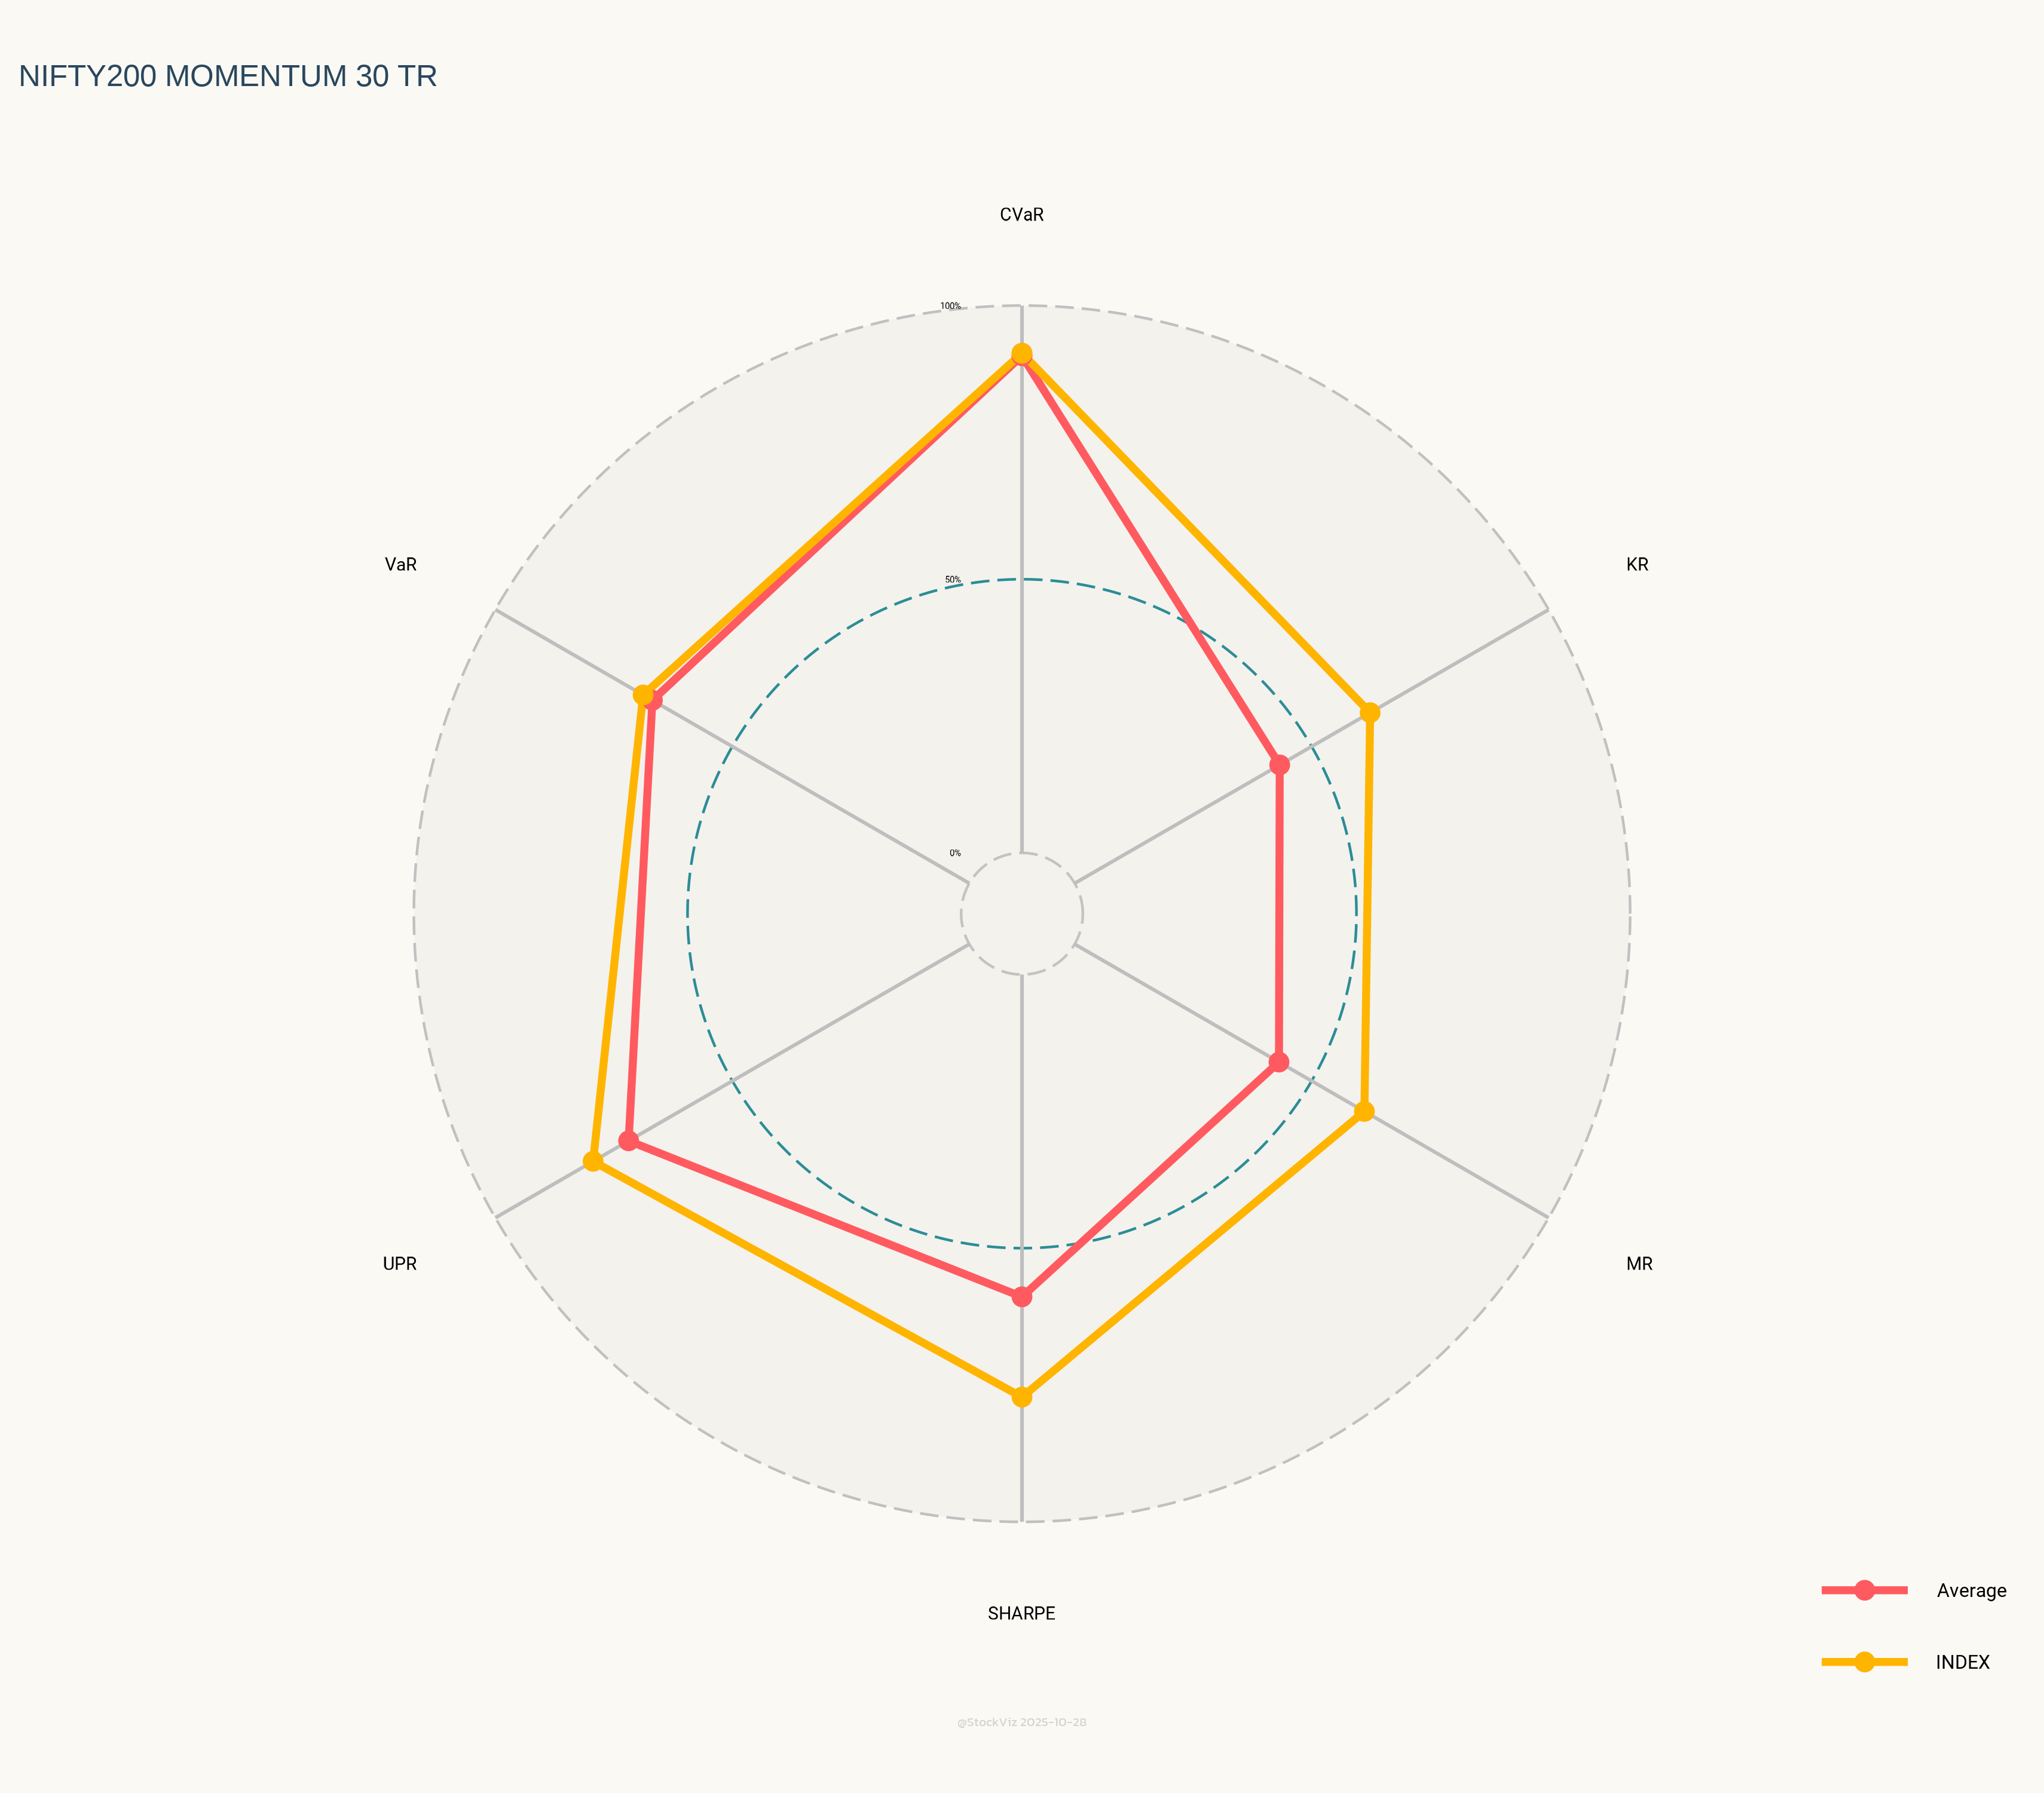 NIFTY200 MOMENTUM 30 TR
CVaR
100%
VaR
KR
50%
0%
UPR
MR
SHARPE
Average
INDEX
@StockViz 2025-10-28